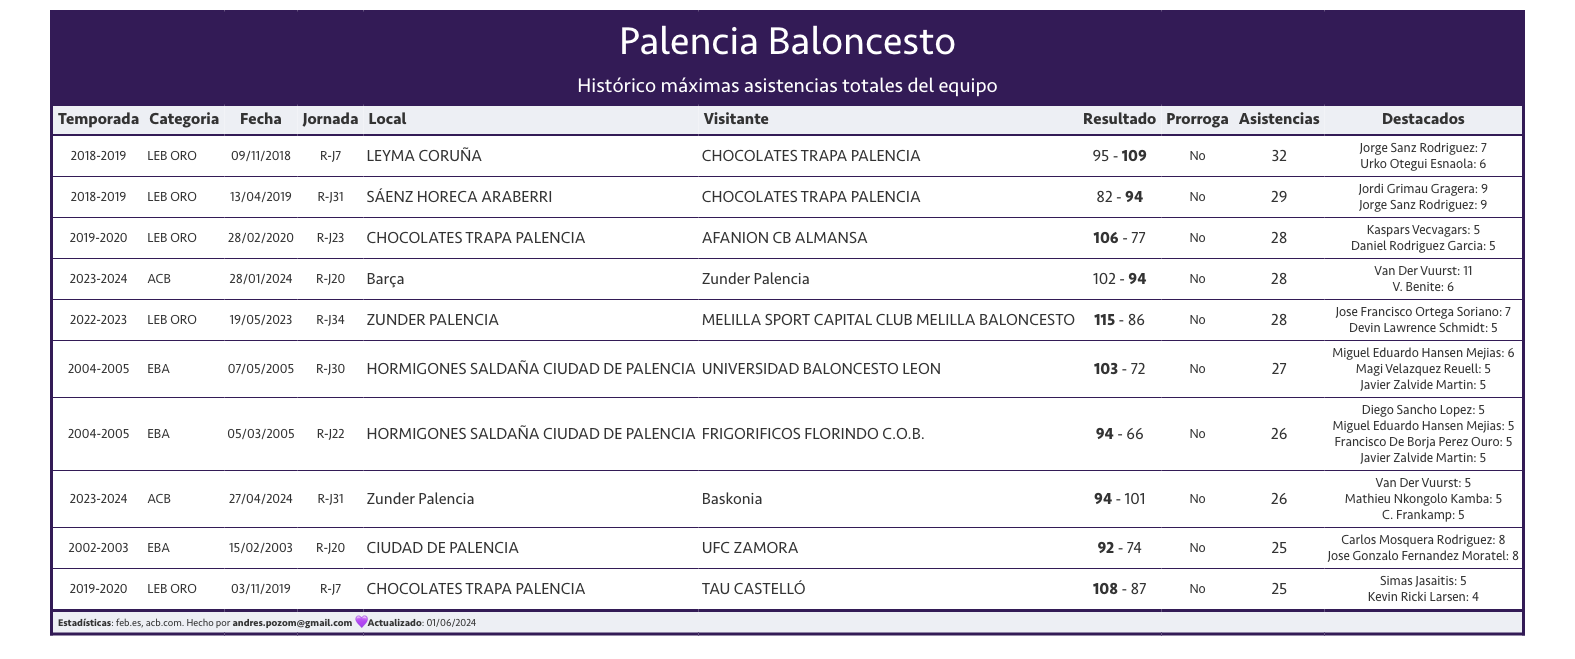 Palencia Baloncesto
Histórico máximas asistencias totales del equipo
Temporada Categoria Fecha Jornada Local Visitante Resultado Prorroga Asistencias Destacados
2018-2019 LEB ORO 09/11/2018 R-J7 LEYMA CORUÑA CHOCOLATES TRAPA PALENCIA 95 - 109 No 32 Jorge Sanz Rodriguez: 7
Urko Otegui Esnaola: 6
2018-2019 LEB ORO 13/04/2019 R-J31 SÁENZ HORECA ARABERRI CHOCOLATES TRAPA PALENCIA 82 - 94 No 29 Jordi Grimau Gragera: 9
Jorge Sanz Rodriguez: 9
2019-2020 LEB ORO 28/02/2020 R-J23 CHOCOLATES TRAPA PALENCIA AFANION CB ALMANSA 106 - 77 No 28 Kaspars Vecvagars: 5
Daniel Rodriguez Garcia: 5
2023-2024 ACB 28/01/2024 R-J20 Barça Zunder Palencia 102 - 94 No 28 Van Der Vuurst: 11
V. Benite: 6
2022-2023 LEB ORO 19/05/2023 R-J34 ZUNDER PALENCIA MELILLA SPORT CAPITAL CLUB MELILLA BALONCESTO 115 - 86 No 28 Jose Francisco Ortega Soriano: 7
Devin Lawrence Schmidt: 5
2004-2005 EBA 07/05/2005 R-J30 HORMIGONES SALDAÑA CIUDAD DE PALENCIA UNIVERSIDAD BALONCESTO LEON 103 - 72 No 27 Miguel Eduardo Hansen Mejias: 6
Magi Velazquez Reuell: 5
Javier Zalvide Martin: 5
2004-2005 EBA 05/03/2005 R-J22 HORMIGONES SALDAÑA CIUDAD DE PALENCIA FRIGORIFICOS FLORINDO C.O.B. 94 - 66 No 26 Diego Sancho Lopez: 5
Miguel Eduardo Hansen Mejias: 5
Francisco De Borja Perez Ouro: 5
Javier Zalvide Martin: 5
2023-2024 ACB 27/04/2024 R-J31 Zunder Palencia Baskonia 94 - 101 No 26 Van Der Vuurst: 5
Mathieu Nkongolo Kamba: 5
C. Frankamp: 5
2002-2003 EBA 15/02/2003 R-J20 CIUDAD DE PALENCIA UFC ZAMORA 92 - 74 No 25 Carlos Mosquera Rodriguez: 8
Jose Gonzalo Fernandez Moratel: 8
2019-2020 LEB ORO 03/11/2019 R-J7 CHOCOLATES TRAPA PALENCIA TAU CASTELLÓ 108 - 87 No 25 Simas Jasaitis: 5
Kevin Ricki Larsen: 4
Estadísticas: feb.es, acb.com. Hecho por andres.pozom@gmail.com 💜Actualizado: 01/06/2024